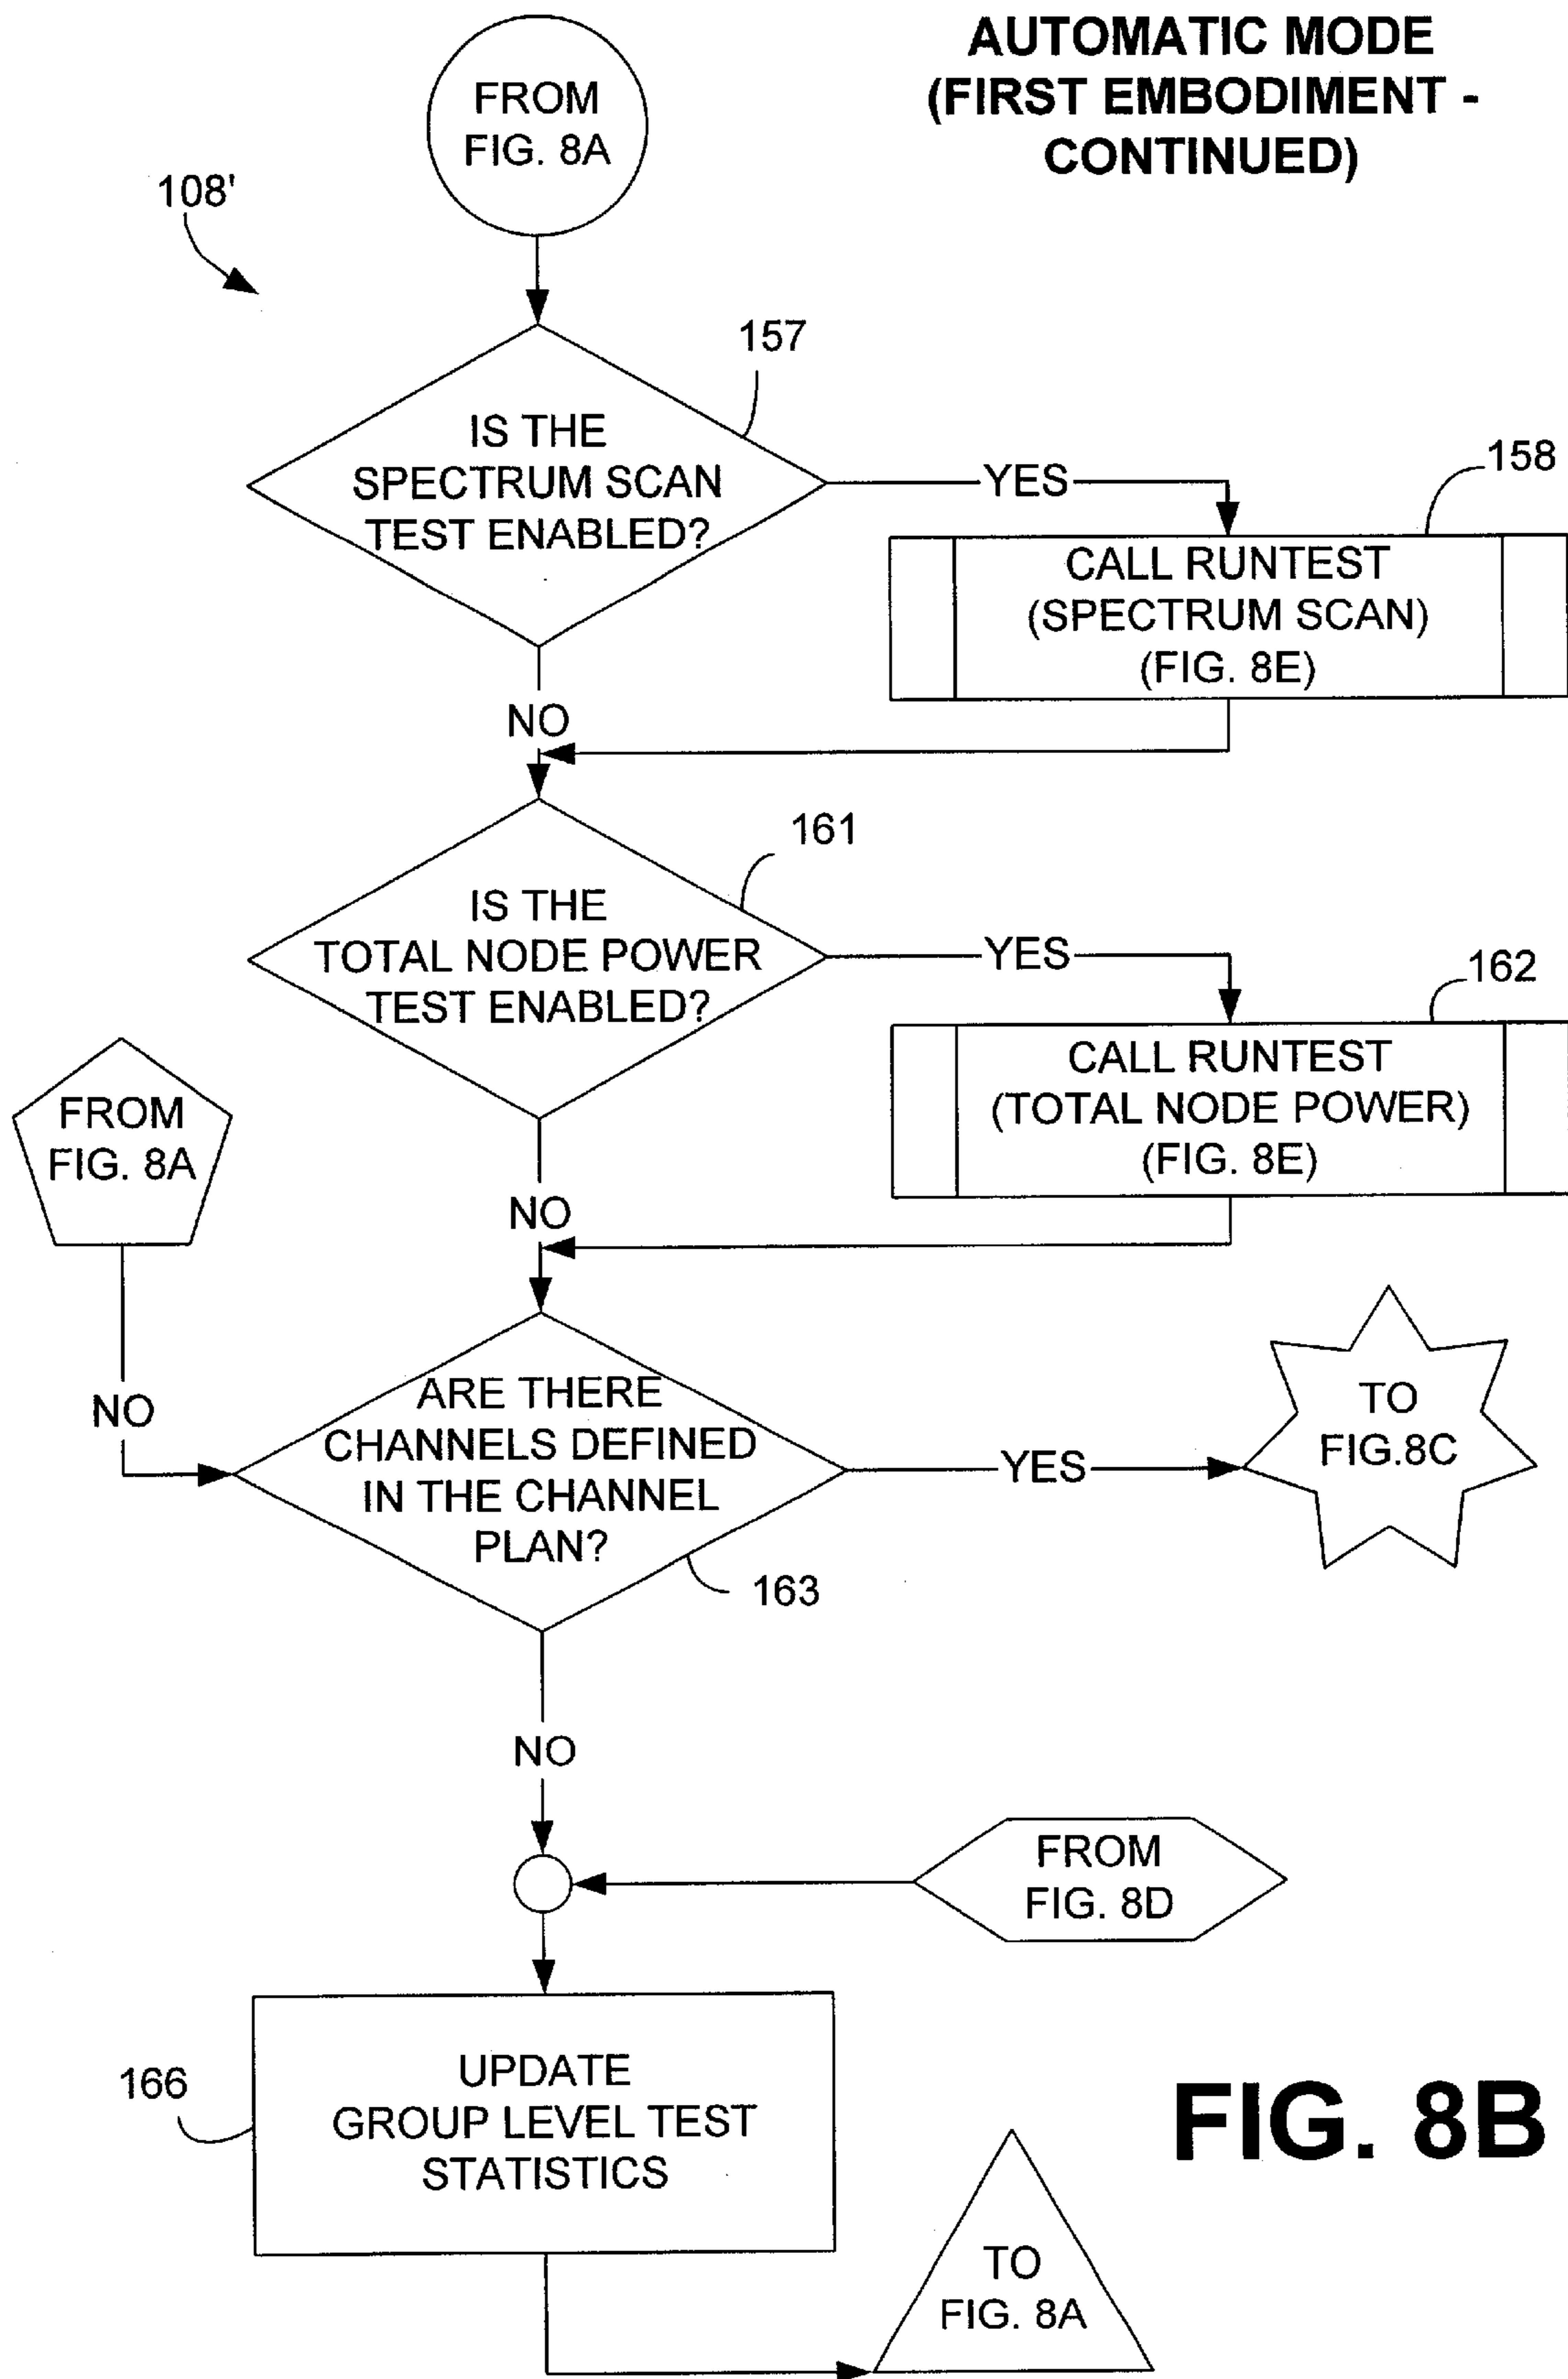 AUTOMATIC MODE
(FIRST EMBODIMENT -
CONTINUED)
FROM
FIG. 8A
108'
157
IS THE
SPECTRUM SCAN
TEST ENABLED?
YES
158
CALL RUNTEST
(SPECTRUM SCAN)
(FIG. 8E)
NO
161
IS THE
TOTAL NODE POWER
TEST ENABLED?
YES
162
CALL RUNTEST
(TOTAL NODE POWER)
(FIG. 8E)
FROM
FIG. 8A
NO
NO
ARE THERE
CHANNELS DEFINED
IN THE CHANNEL
PLAN?
YES
TO
FIG.8C
163
NO
FROM
FIG. 8D
166
UPDATE
GROUP LEVEL TEST
STATISTICS
FIG. 8B
TO
FIG. 8A